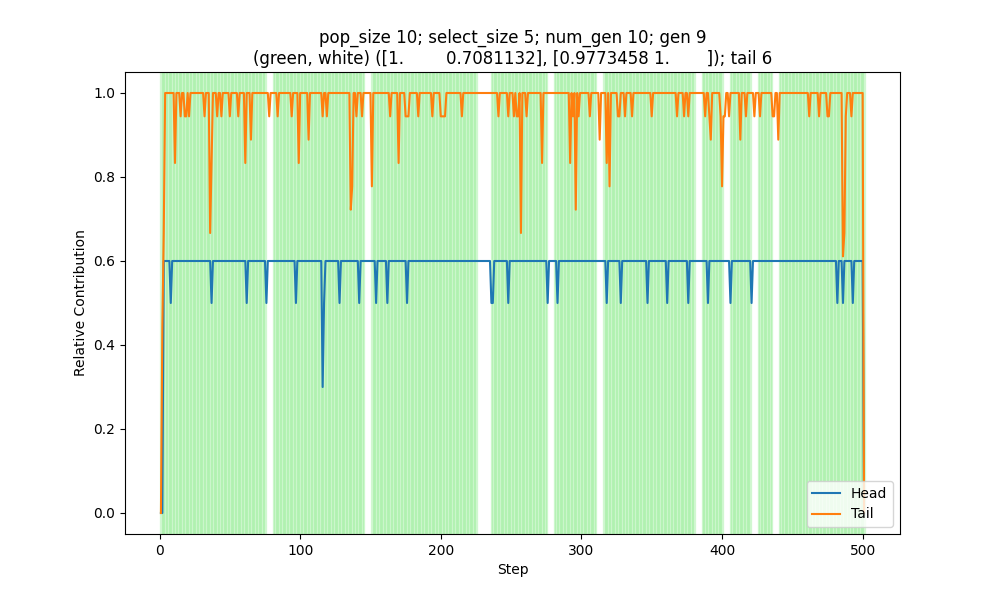 pop_size 10; select_size 5; num_gen 10; gen 9
(green, white) ([1.        0.7081132], [0.9773458 1.       ]); tail 6
1.0
0.8
0.6
0.4
0.2
0.0
Relative Contribution
Head
Tail
0 100 200 300 400 500
Step